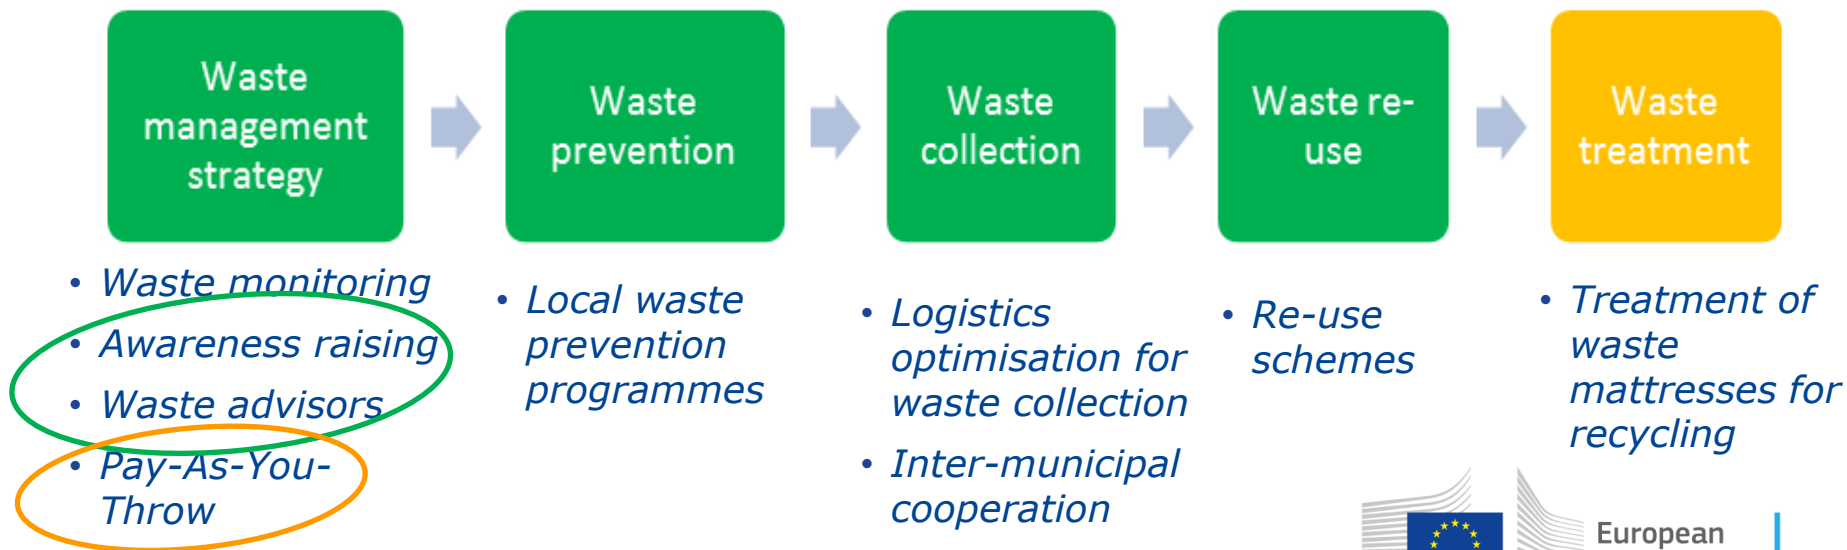 Waste
management
strategy
Waste
prevention
Waste
collection
Waste re-
use
Waste
treatment
• Waste monitoring
• Awareness raising
• Waste advisors
• Pay-As-You-
Throw
• Local waste
prevention
programmes
• Logistics
optimisation for
waste collection
• Inter-municipal
cooperation
• Re-use
schemes
• Treatment of
waste
mattresses for
recycling
European